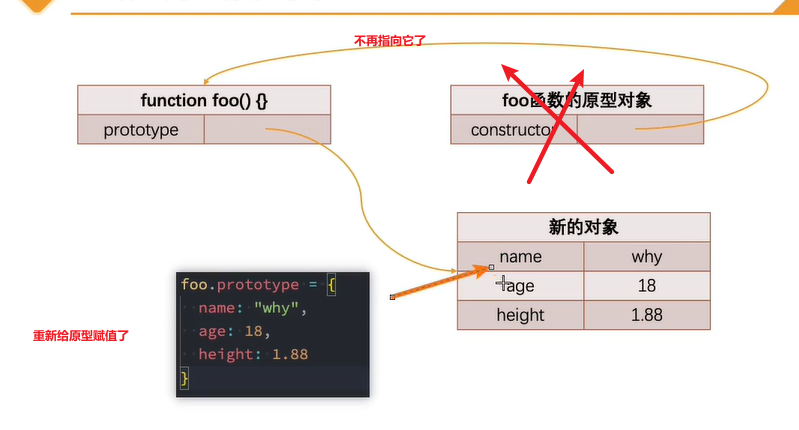 不再指向它了
function foo() {}
prototype
foo函数的原型对象
constructor
新的对象
name why
age 18
height 1.88
foo.prototype = {
name: "why",
age: 18,
height: 1.88
}
重新给原型赋值了